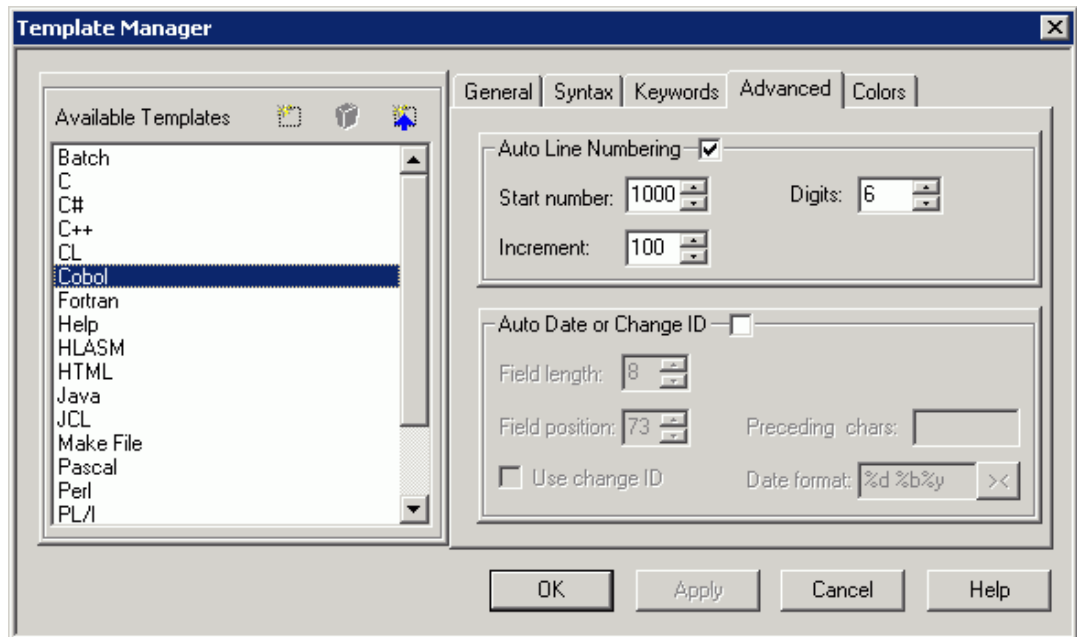 Template Manager
Available Templates
Batch
C
C#
C++
CL
Cobol
Fortran
Help
HLASM
HTML
Java
JCL
Make File
Pascal
Perl
PL/I
General Syntax Keywords Advanced Colors
Auto Line Numbering
Start number: 1000 Digits: 6
Increment: 100
Auto Date or Change ID
Field length: 8
Field position: 73 Preceding chars:
Use change ID Date format: %d %b%y ><
OK Apply Cancel Help